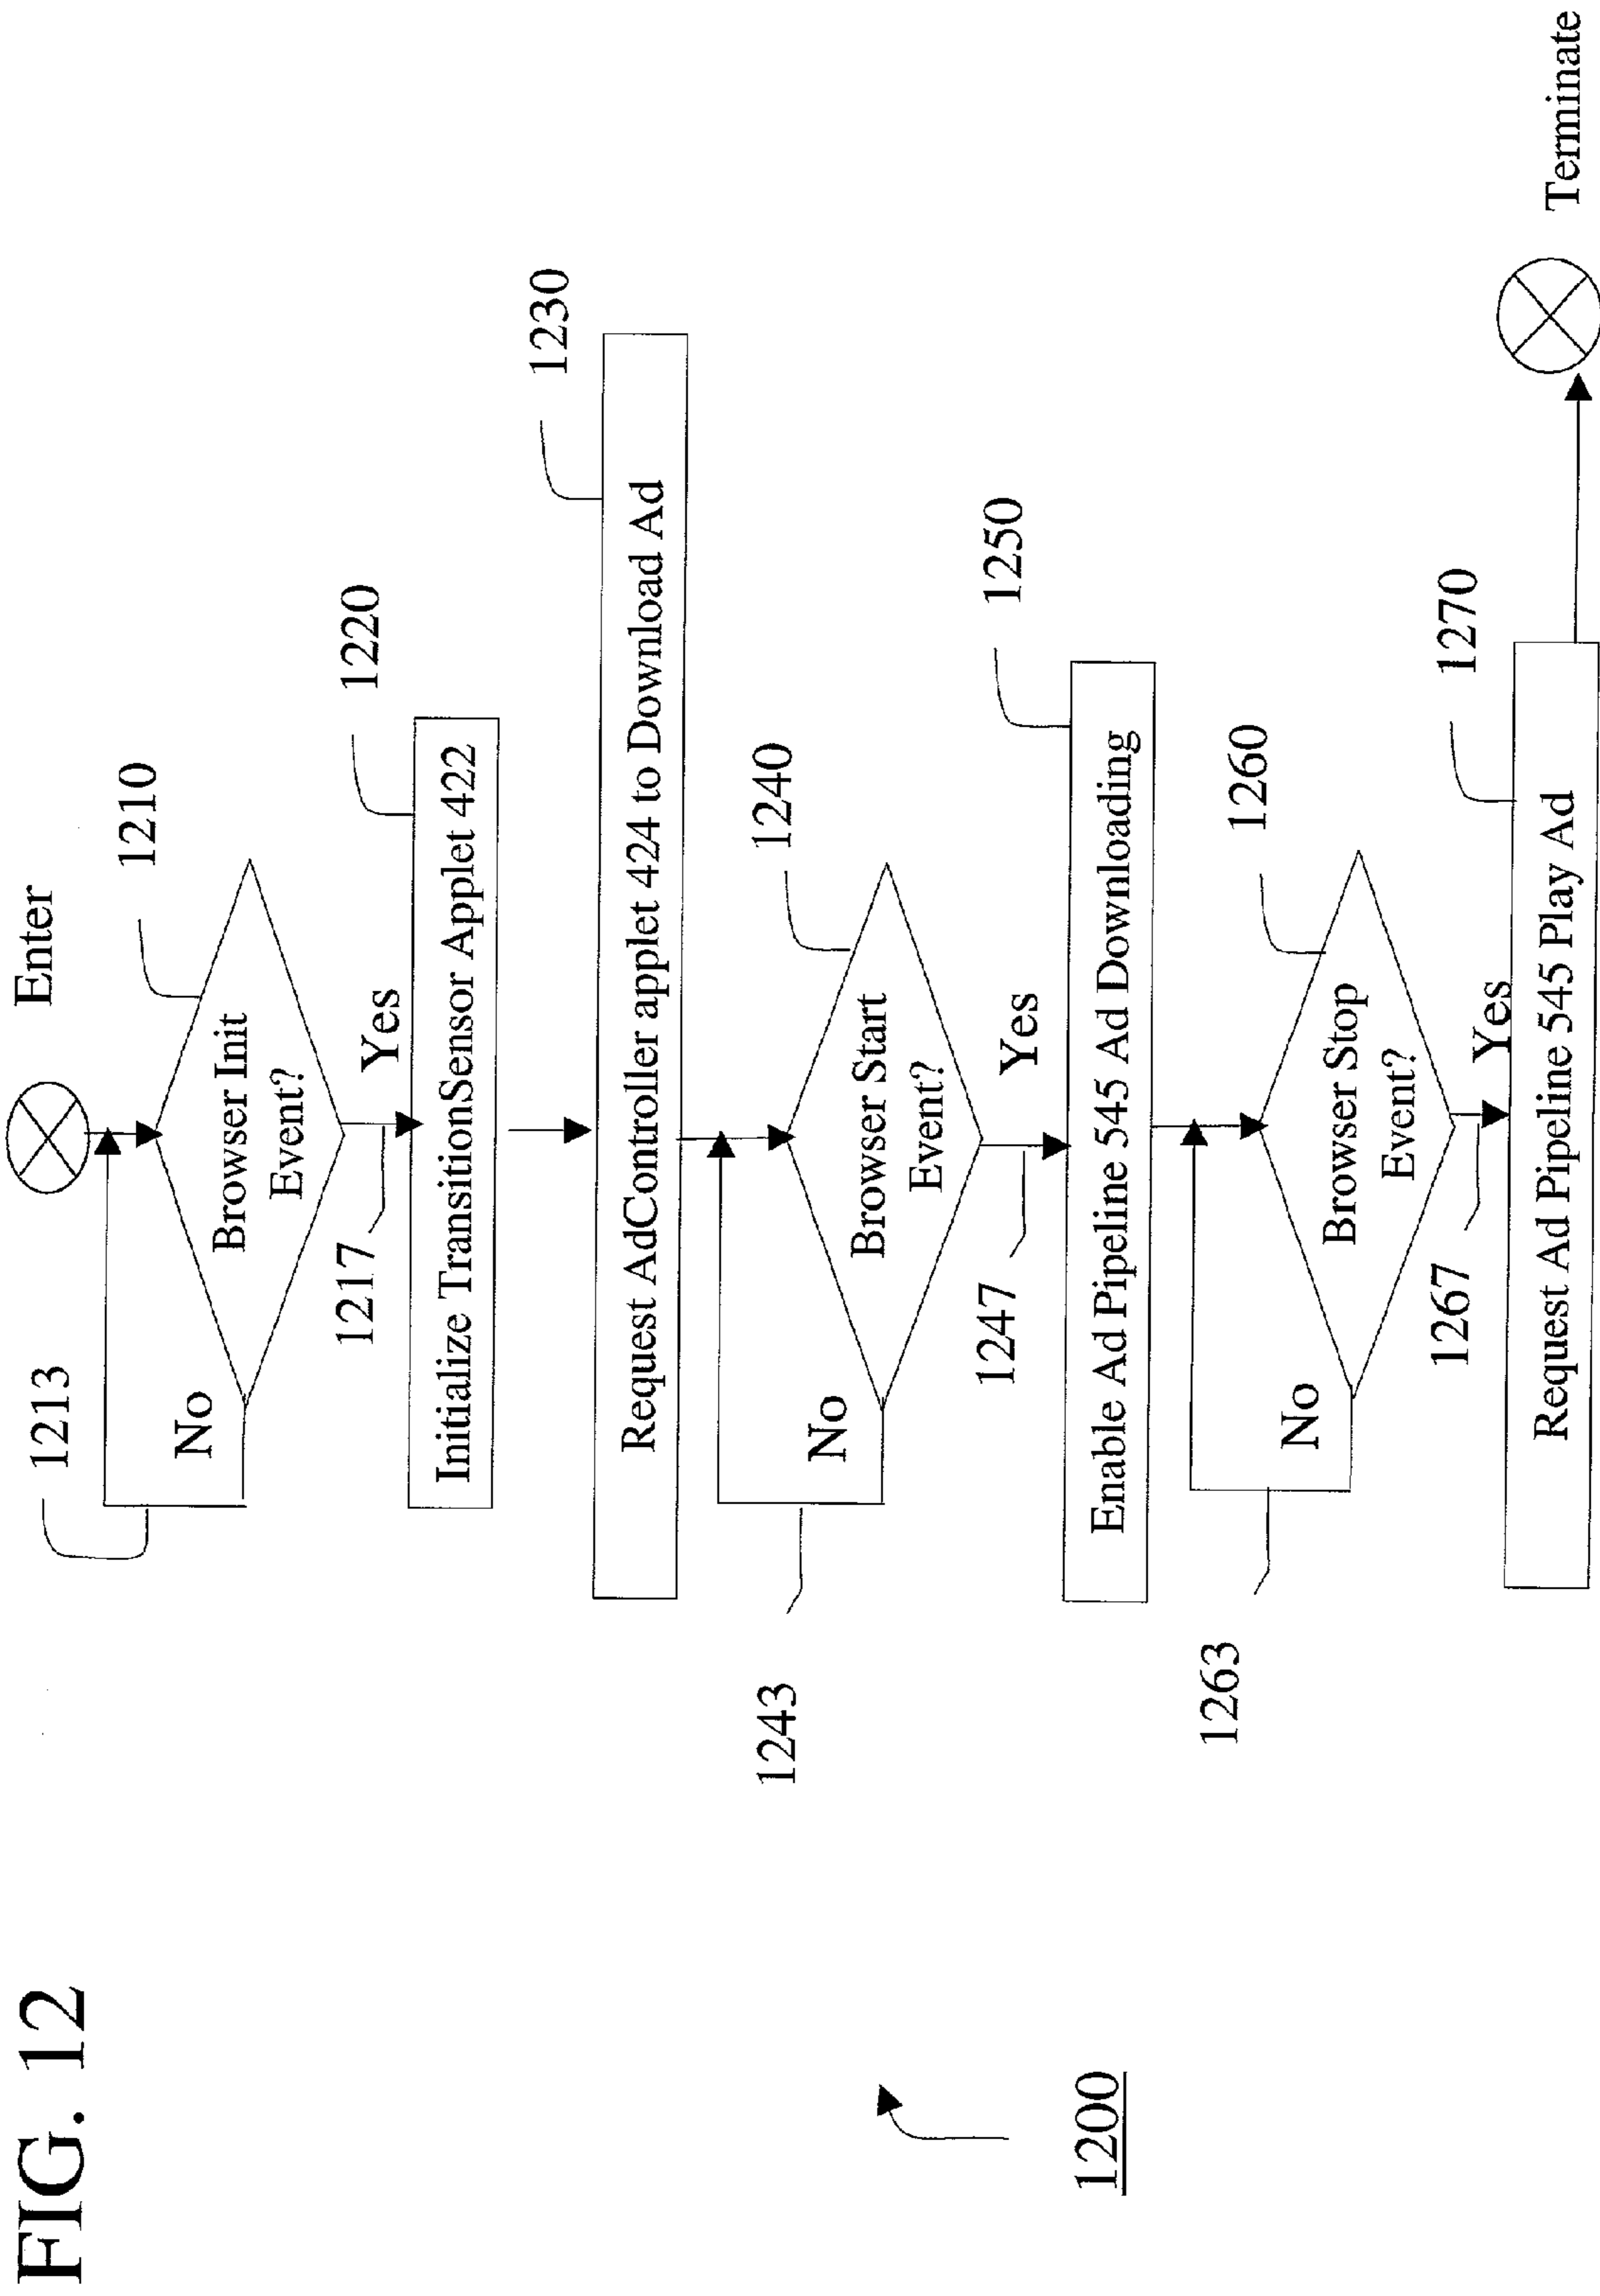 FIG. 12
1200
Enter
1210
Browser Init
Event?
1213
No
1217
Yes
1220
Initialize TransitionSensor Applet 422
1230
Request AdController applet 424 to Download Ad
1240
Browser Start
Event?
No
1243
1247
Yes
1250
Enable Ad Pipeline 545 Ad Downloading
1260
Browser Stop
Event?
No
1263
1267
Yes
1270
Request Ad Pipeline 545 Play Ad
Terminate